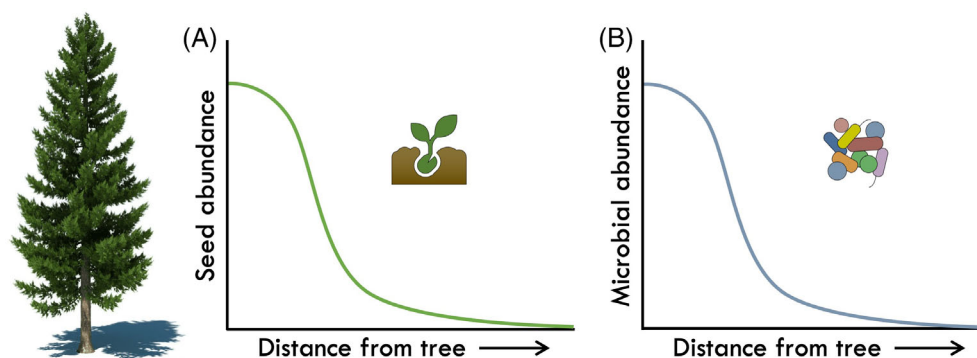 (A)
Seed abundance
Distance from tree
(B)
Microbial abundance
Distance from tree